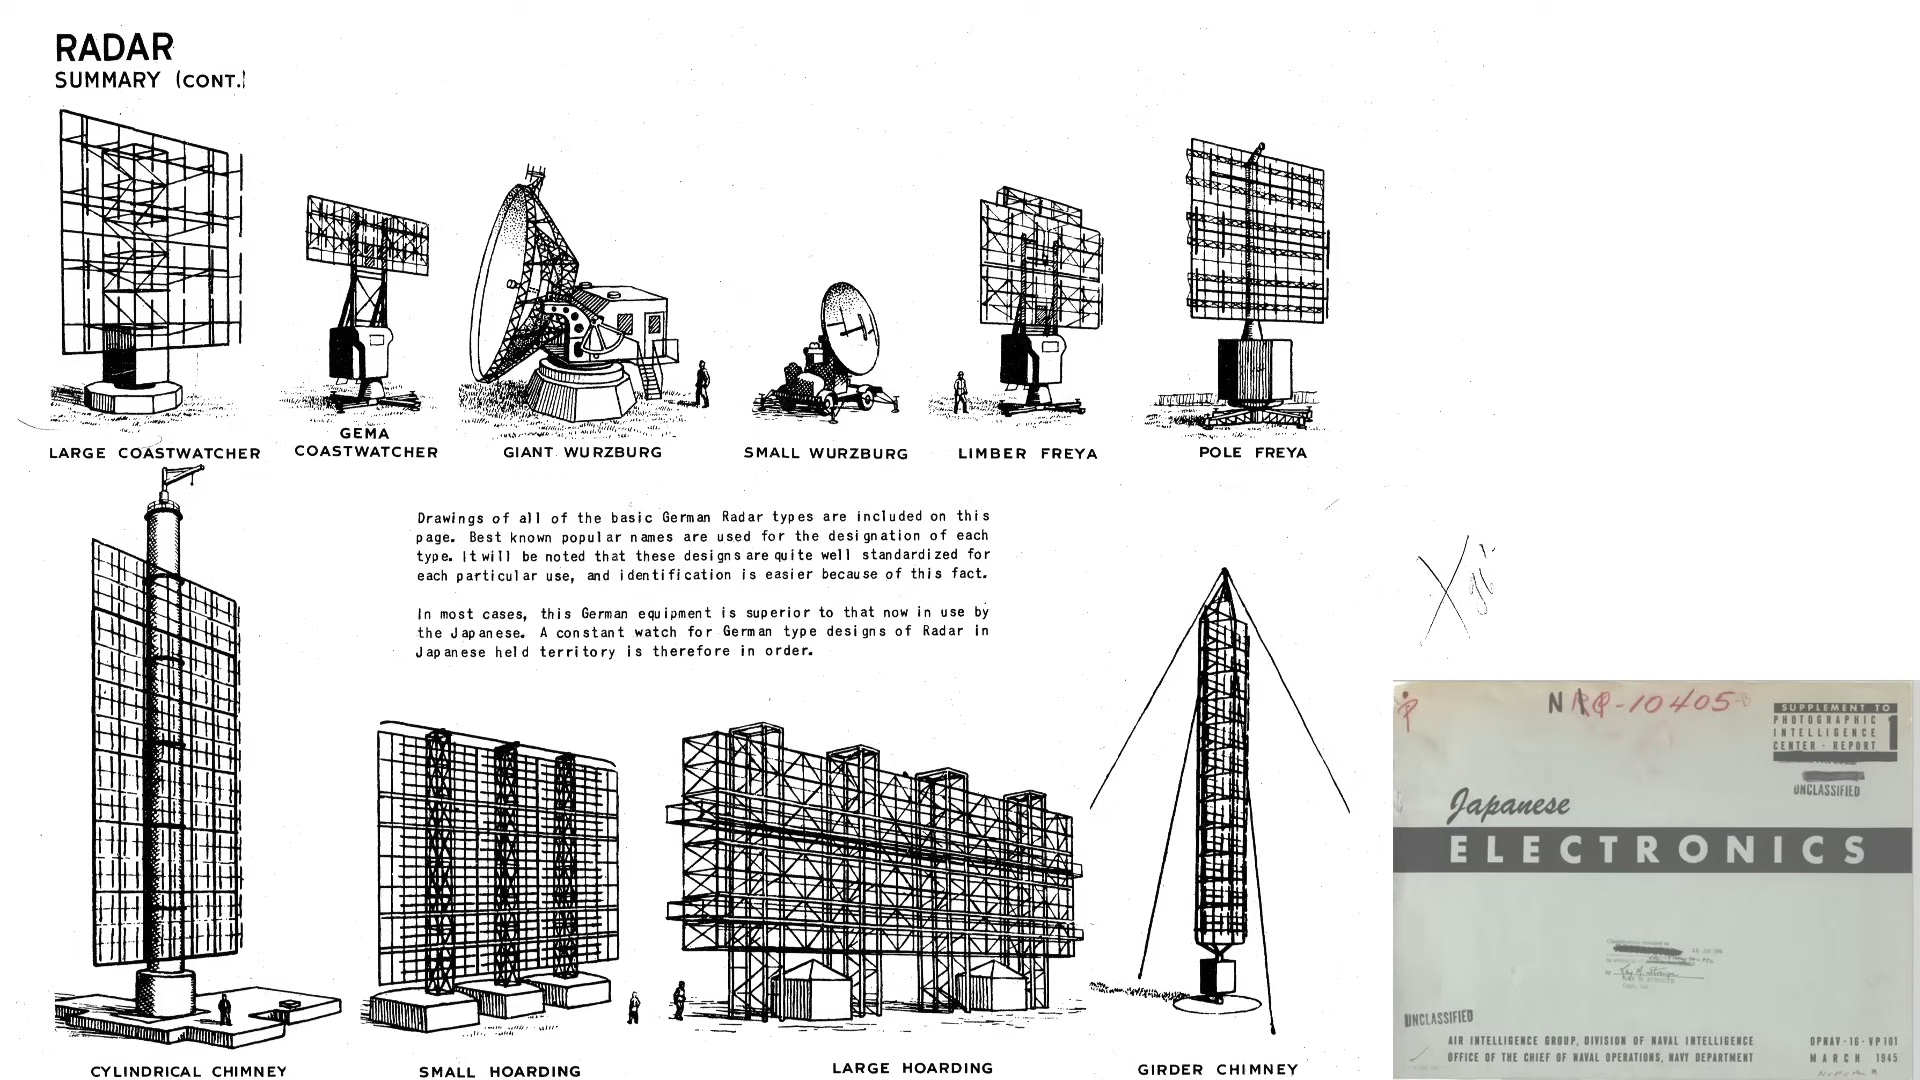 RADAR
SUMMARY (CONT.)
LARGE COASTWATCHER
GEMA
COASTWATCHER
GIANT WURZBURG
SMALL WURZBURG
LIMBER FREYA
POLE FREYA
Drawings of all of the basic German Radar types are included on this
page. Best known popular names are used for the designation of each
type. It will be noted that these designs are quite well standardized for
each particular use, and identification is easier because of this fact.
In most cases, this German equipment is superior to that now in use by
the Japanese. A constant watch for German type designs of Radar in
Japanese held territory is therefore in order.
CYLINDRICAL CHIMNEY
SMALL HOARDING
LARGE HOARDING
GIRDER CHIMNEY
-10405
SUPPLEMENT TO
PHOTOGRAPHIC
INTELLIGENCE
CENTER · REPORT
1
UNCLASSIFIED
Japanese
ELECTRONICS
UNCLASSIFIED
AIR INTELLIGENCE GROUP, DIVISION OF NAVAL INTELLIGENCE
OFFICE OF THE CHIEF OF NAVAL OPERATIONS, NAVY DEPARTMENT
OPNAV-16-VP101
MARCH 1945